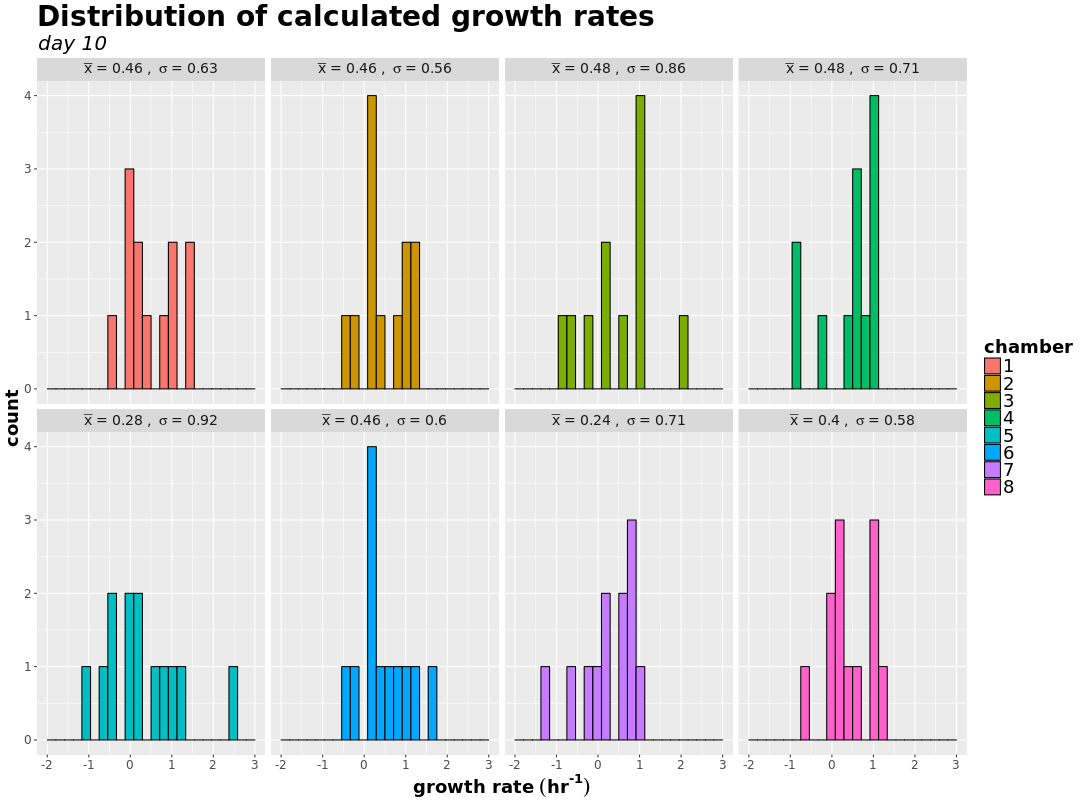 Distribution of calculated growth rates
day 10
x̅ = 0.46 , σ = 0.63
x̅ = 0.46 , σ = 0.56
x̅ = 0.48 , σ = 0.86
x̅ = 0.48 , σ = 0.71
4
3
2
1
0
x̅ = 0.28 , σ = 0.92
x̅ = 0.46 , σ = 0.6
x̅ = 0.24 , σ = 0.71
x̅ = 0.4 , σ = 0.58
4
3
2
1
0
count
-2 -1 0 1 2 3
-2 -1 0 1 2 3
-2 -1 0 1 2 3
-2 -1 0 1 2 3
growth rate (hr⁻¹)
chamber
1
2
3
4
5
6
7
8